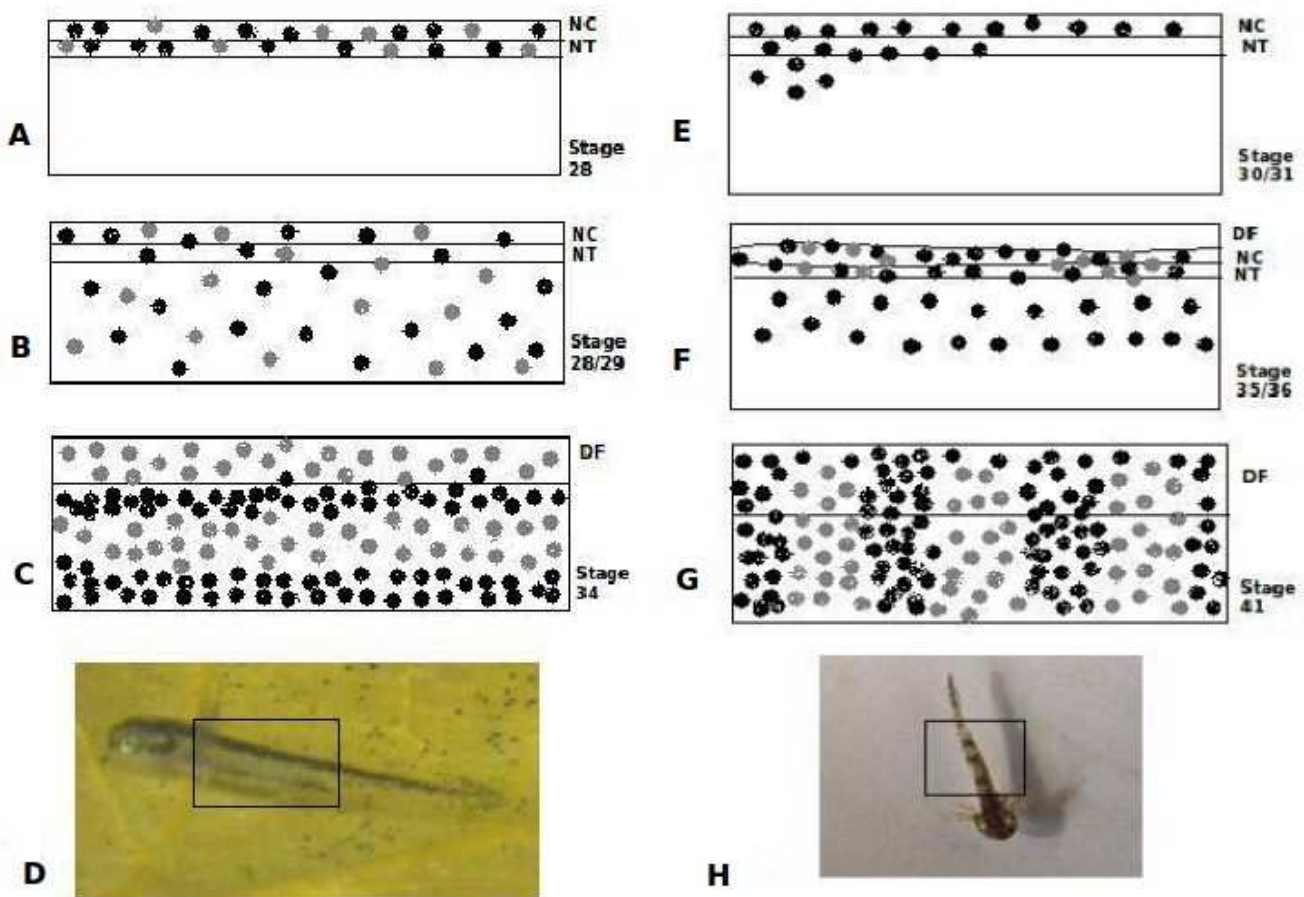 A
NC
NT
Stage
28
B
NC
NT
Stage
28/29
C
DF
Stage
34
D
E
NC
NT
Stage
30/31
F
DF
NC
NT
Stage
35/36
G
DF
Stage
41
H